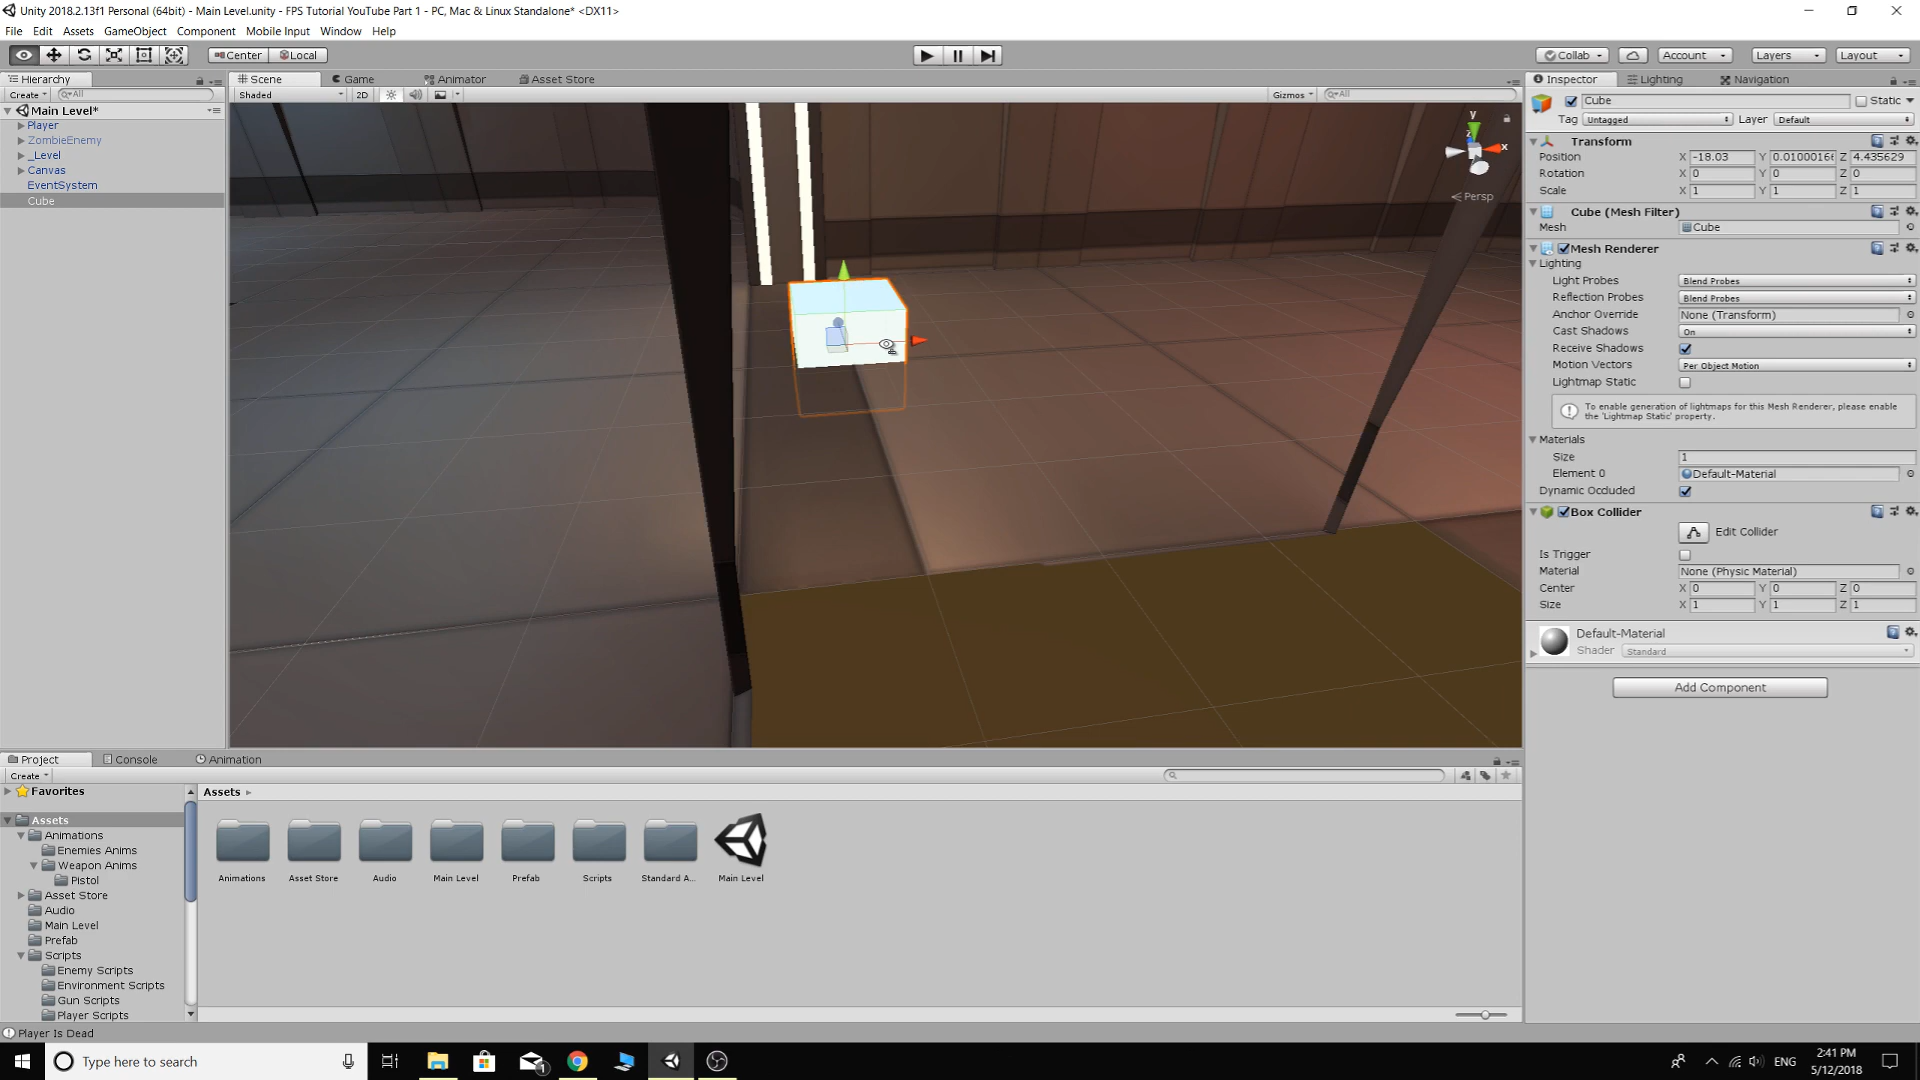 Unity 2018.2.13f1 Personal (64bit) - Main Level.unity - FPS Tutorial YouTube Part 1 - PC, Mac & Linux Standalone* <DX11>
File Edit Assets GameObject Component Mobile Input Window Help
Center Local
Collab Account Layers Layout
Hierarchy
Create All
Main Level*
Player
ZombieEnemy
_Level
Canvas
EventSystem
Cube
Scene Game Animator Asset Store
Shaded 2D Gizmos All
y
z
x
Persp
Inspector Lighting Navigation
Cube Static
Tag Untagged Layer Default
Transform
Position X -18.03 Y 0.0100016 Z 4.435629
Rotation X 0 Y 0 Z 0
Scale X 1 Y 1 Z 1
Cube (Mesh Filter)
Mesh Cube
Mesh Renderer
Lighting
Light Probes Blend Probes
Reflection Probes Blend Probes
Anchor Override None (Transform)
Cast Shadows On
Receive Shadows
Motion Vectors Per Object Motion
Lightmap Static
To enable generation of lightmaps for this Mesh Renderer, please enable
the 'Lightmap Static' property.
Materials
Size 1
Element 0 Default-Material
Dynamic Occluded
Box Collider
Edit Collider
Is Trigger
Material None (Physic Material)
Center X 0 Y 0 Z 0
Size X 1 Y 1 Z 1
Default-Material
Shader Standard
Add Component
Project Console Animation
Create
Favorites
Assets
Animations
Enemies Anims
Weapon Anims
Pistol
Asset Store
Audio
Main Level
Prefab
Scripts
Enemy Scripts
Environment Scripts
Gun Scripts
Player Scripts
Assets
Animations Asset Store Audio Main Level Prefab Scripts Standard A... Main Level
Player Is Dead
Type here to search
1
ENG
2:41 PM
5/12/2018